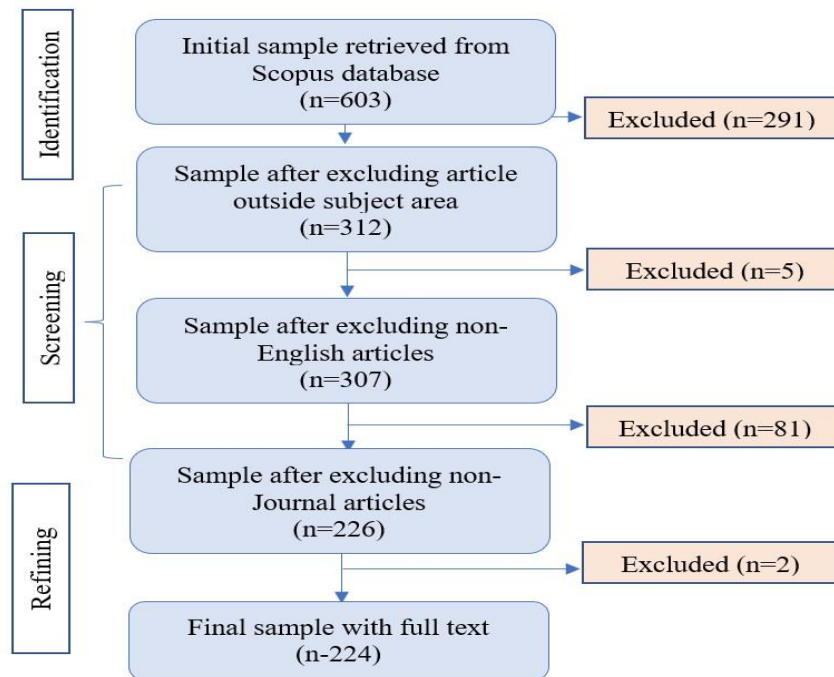 Identification
Initial sample retrieved from
Scopus database
(n=603)
Excluded (n=291)
Screening
Sample after excluding article
outside subject area
(n=312)
Excluded (n=5)
Sample after excluding non-
English articles
(n=307)
Excluded (n=81)
Sample after excluding non-
Journal articles
(n=226)
Refining
Excluded (n=2)
Final sample with full text
(n-224)